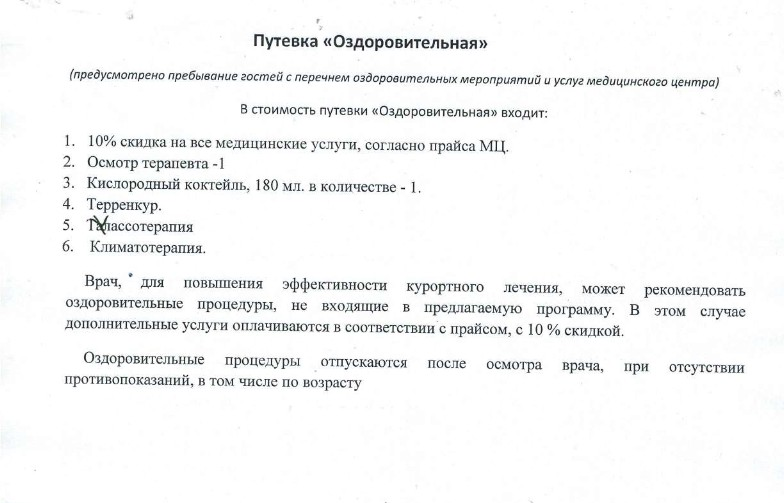 Путевка «Оздоровительная»
(предусмотрено пребывание гостей с перечнем оздоровительных мероприятий и услуг медицинского центра)
В стоимость путевки «Оздоровительная» входит:
1. 10% скидка на все медицинские услуги, согласно прайса МЦ.
2. Осмотр терапевта -1
3. Кислородный коктейль, 180 мл. в количестве - 1.
4. Терренкур.
5. Талассотерапия
6. Климатотерапия.
Врач, для повышения эффективности курортного лечения, может рекомендовать
оздоровительные процедуры, не входящие в предлагаемую программу. В этом случае
дополнительные услуги оплачиваются в соответствии с прайсом, с 10 % скидкой.
Оздоровительные процедуры отпускаются после осмотра врача, при отсутствии
противопоказаний, в том числе по возрасту